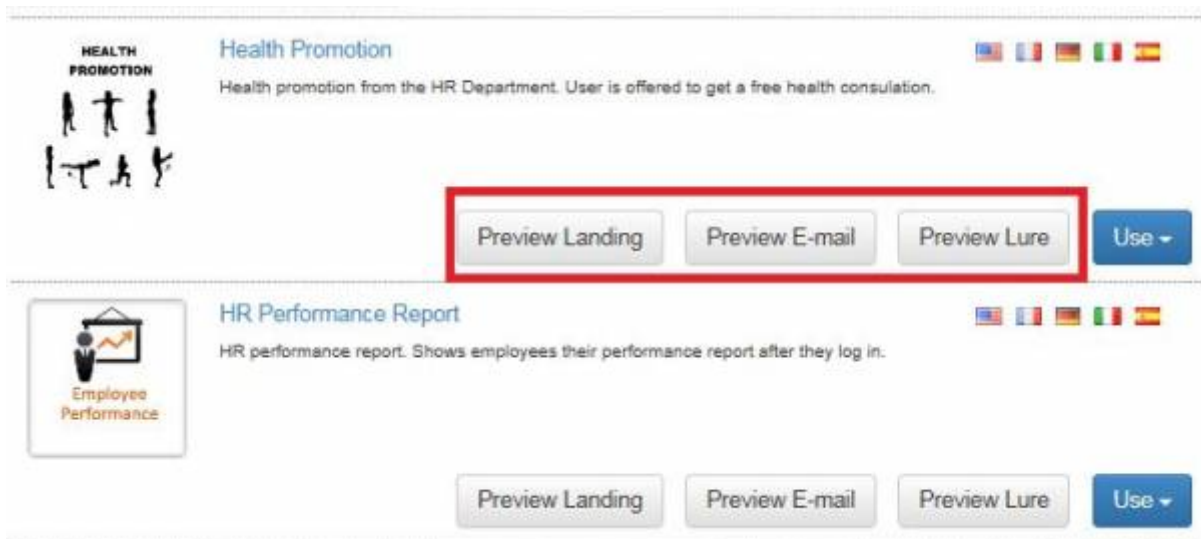 HEALTH
PROMOTION
Health Promotion
Health promotion from the HR Department. User is offered to get a free health consulation.
Preview Landing
Preview E-mail
Preview Lure
Use
Employee
Performance
HR Performance Report
HR performance report. Shows employees their performance report after they log in.
Preview Landing
Preview E-mail
Preview Lure
Use